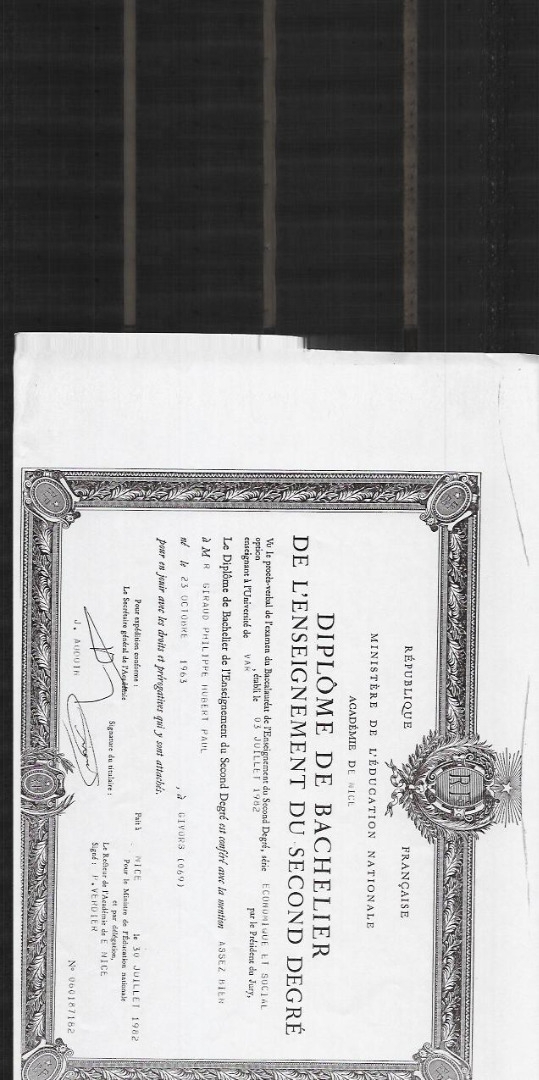 RÉPUBLIQUE FRANÇAISE
MINISTÈRE DE L'ÉDUCATION NATIONALE
ACADÉMIE DE NICE
DIPLÔME DE BACHELIER
DE L'ENSEIGNEMENT DU SECOND DEGRÉ
Vu le procès-verbal de l'examen du Baccalauréat de l'Enseignement du Second Degré, série ECONOMIQUE ET SOCIAL
option , établi le 03 JUILLET 1982 par le Président du Jury,
enseignant à l'Université de VAR
Le Diplôme de Bachelier de l'Enseignement du Second Degré est conféré avec la mention ASSEZ BIEN
à M R GIRAUD PHILIPPE HUBERT PAUL
né le 23 OCTOBRE 1963 , à GIVORS (069)
pour en jouir avec les droits et prérogatives qui y sont attachés.
Fait à NICE le 30 JUILLET 1982
Pour expédition conforme :
Le Secrétaire général de l'Académie
Signature du titulaire :
Pour le Ministre de l'Éducation nationale
et par délégation,
Le Recteur de l'Académie de NICE
Signé : P.VERDIER
N° 060187182